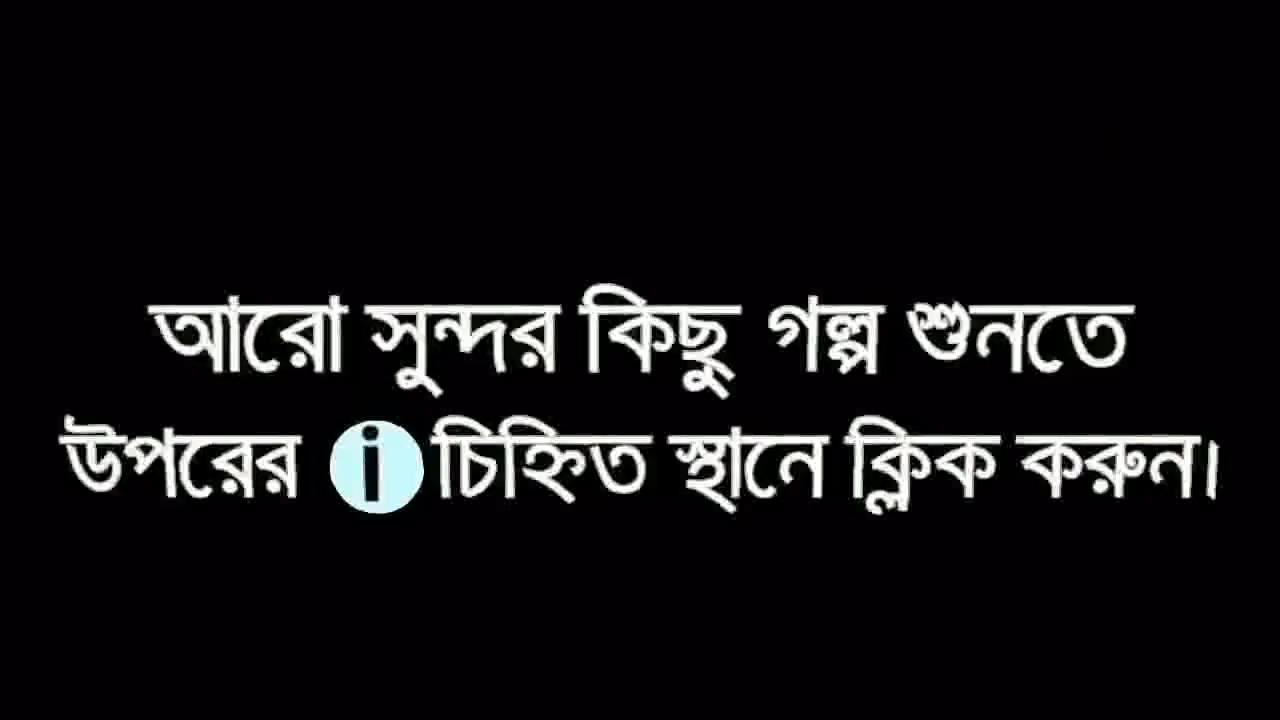 আরো সুন্দর কিছু গল্প শুনতে
উপরের i চিহ্নিত স্থানে ক্লিক করুন।